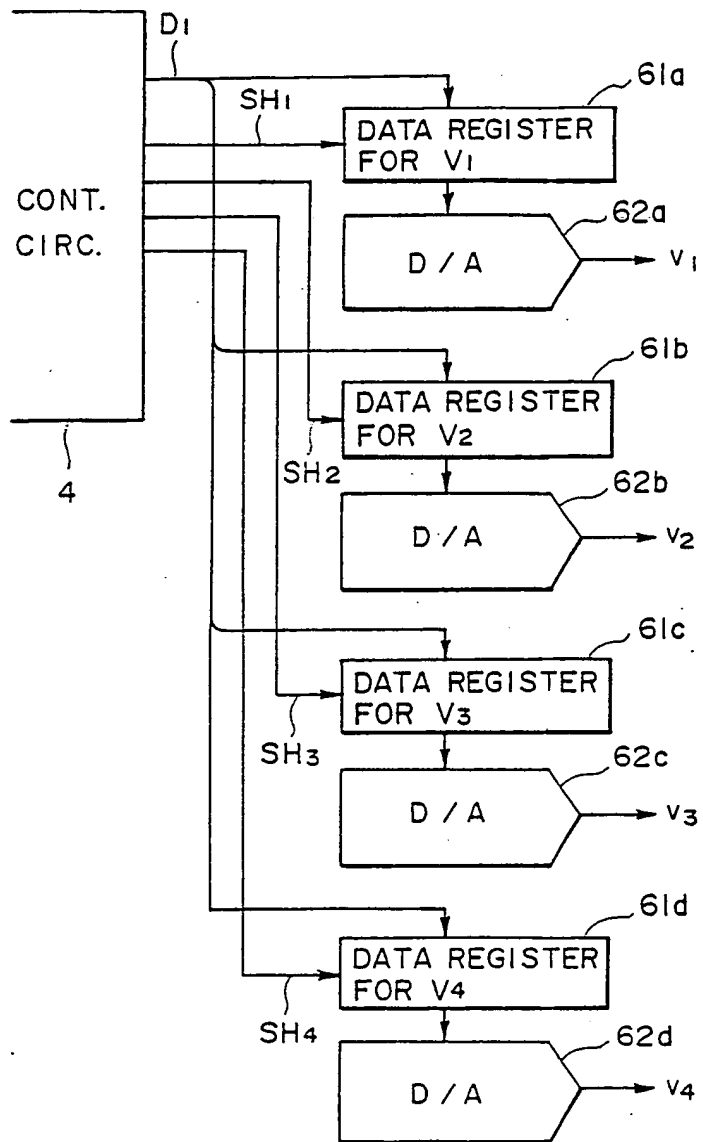 D1
61a
SH1
DATA REGISTER
FOR V1
CONT.
CIRC.
62a
D / A
v1
61b
DATA REGISTER
FOR V2
SH2
4
62b
D / A
v2
61c
DATA REGISTER
FOR V3
SH3
62c
D / A
v3
61d
DATA REGISTER
FOR V4
SH4
62d
D / A
v4